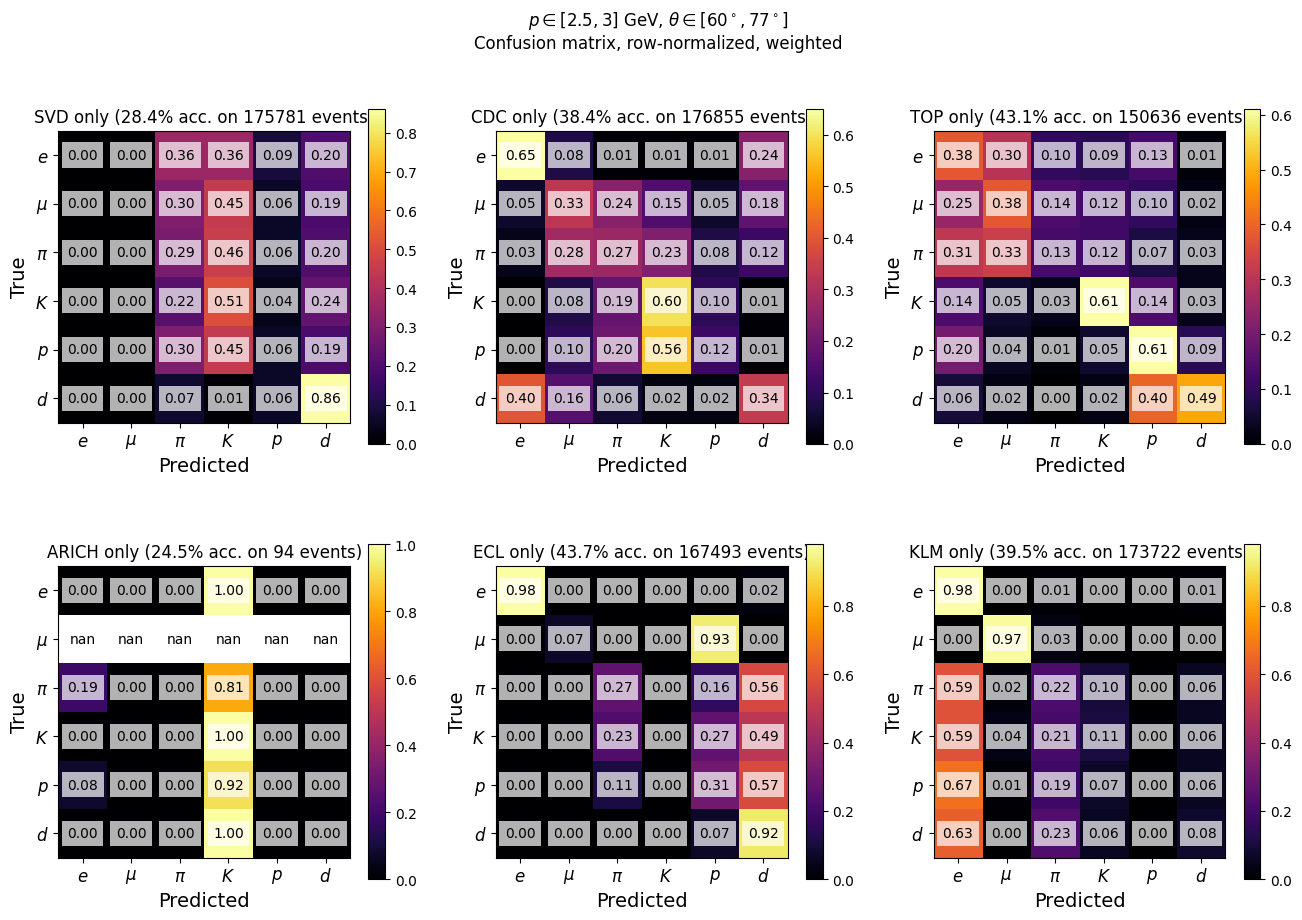 p ∈ [2.5, 3] GeV, θ ∈ [60°, 77°]
Confusion matrix, row-normalized, weighted
SVD only (28.4% acc. on 175781 events
True
e 0.00 0.00 0.36 0.36 0.09 0.20
μ 0.00 0.00 0.30 0.45 0.06 0.19
π 0.00 0.00 0.29 0.46 0.06 0.20
K 0.00 0.00 0.22 0.51 0.04 0.24
p 0.00 0.00 0.30 0.45 0.06 0.19
d 0.00 0.00 0.07 0.01 0.06 0.86
e μ π K p d
Predicted
0.8
0.7
0.6
0.5
0.4
0.3
0.2
0.1
0.0
CDC only (38.4% acc. on 176855 events
True
e 0.65 0.08 0.01 0.01 0.01 0.24
μ 0.05 0.33 0.24 0.15 0.05 0.18
π 0.03 0.28 0.27 0.23 0.08 0.12
K 0.00 0.08 0.19 0.60 0.10 0.01
p 0.00 0.10 0.20 0.56 0.12 0.01
d 0.40 0.16 0.06 0.02 0.02 0.34
e μ π K p d
Predicted
0.6
0.5
0.4
0.3
0.2
0.1
0.0
TOP only (43.1% acc. on 150636 events
True
e 0.38 0.30 0.10 0.09 0.13 0.01
μ 0.25 0.38 0.14 0.12 0.10 0.02
π 0.31 0.33 0.13 0.12 0.07 0.03
K 0.14 0.05 0.03 0.61 0.14 0.03
p 0.20 0.04 0.01 0.05 0.61 0.09
d 0.06 0.02 0.00 0.02 0.40 0.49
e μ π K p d
Predicted
0.6
0.5
0.4
0.3
0.2
0.1
0.0
ARICH only (24.5% acc. on 94 events)
True
e 0.00 0.00 0.00 1.00 0.00 0.00
μ nan nan nan nan nan nan
π 0.19 0.00 0.00 0.81 0.00 0.00
K 0.00 0.00 0.00 1.00 0.00 0.00
p 0.08 0.00 0.00 0.92 0.00 0.00
d 0.00 0.00 0.00 1.00 0.00 0.00
e μ π K p d
Predicted
1.0
0.8
0.6
0.4
0.2
0.0
ECL only (43.7% acc. on 167493 events)
True
e 0.98 0.00 0.00 0.00 0.00 0.02
μ 0.00 0.07 0.00 0.00 0.93 0.00
π 0.00 0.00 0.27 0.00 0.16 0.56
K 0.00 0.00 0.23 0.00 0.27 0.49
p 0.00 0.00 0.11 0.00 0.31 0.57
d 0.00 0.00 0.00 0.00 0.07 0.92
e μ π K p d
Predicted
0.8
0.6
0.4
0.2
0.0
KLM only (39.5% acc. on 173722 events
True
e 0.98 0.00 0.01 0.00 0.00 0.01
μ 0.00 0.97 0.03 0.00 0.00 0.00
π 0.59 0.02 0.22 0.10 0.00 0.06
K 0.59 0.04 0.21 0.11 0.00 0.06
p 0.67 0.01 0.19 0.07 0.00 0.06
d 0.63 0.00 0.23 0.06 0.00 0.08
e μ π K p d
Predicted
0.8
0.6
0.4
0.2
0.0